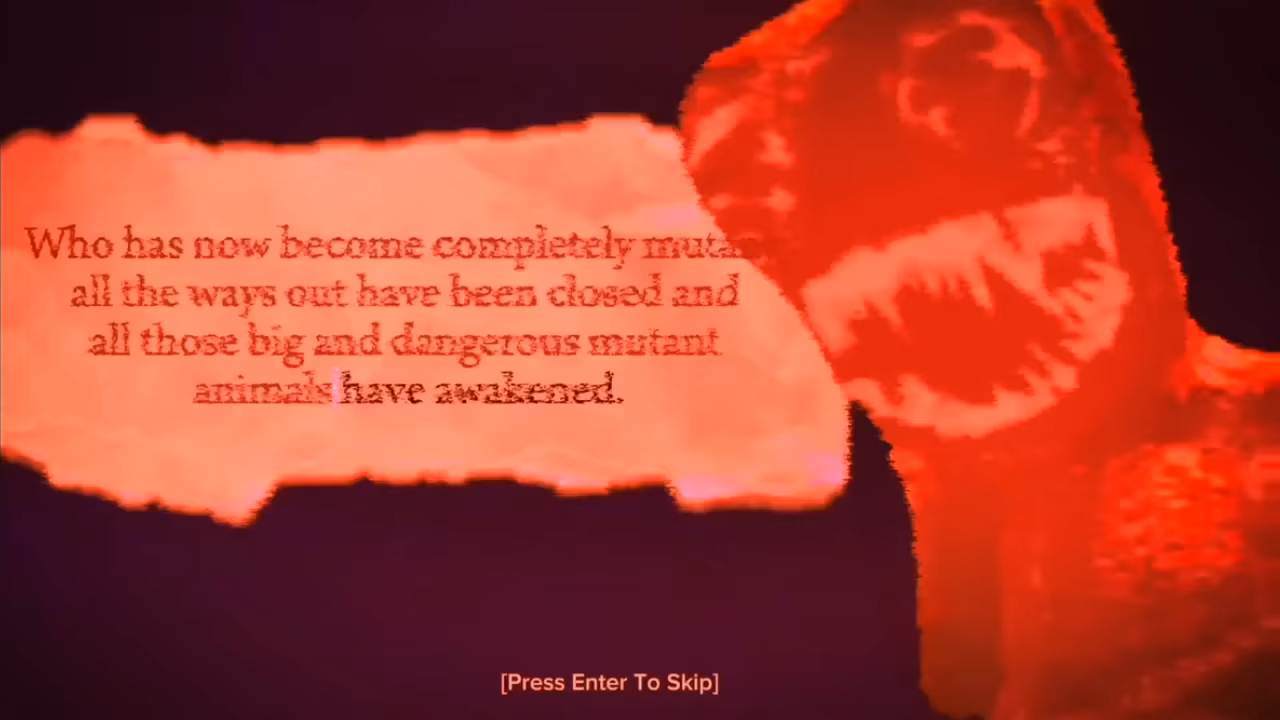 Who has now become completely
all the ways out have been closed and
all those big and dangerous mutant
animals have awakened.
[Press Enter To Skip]